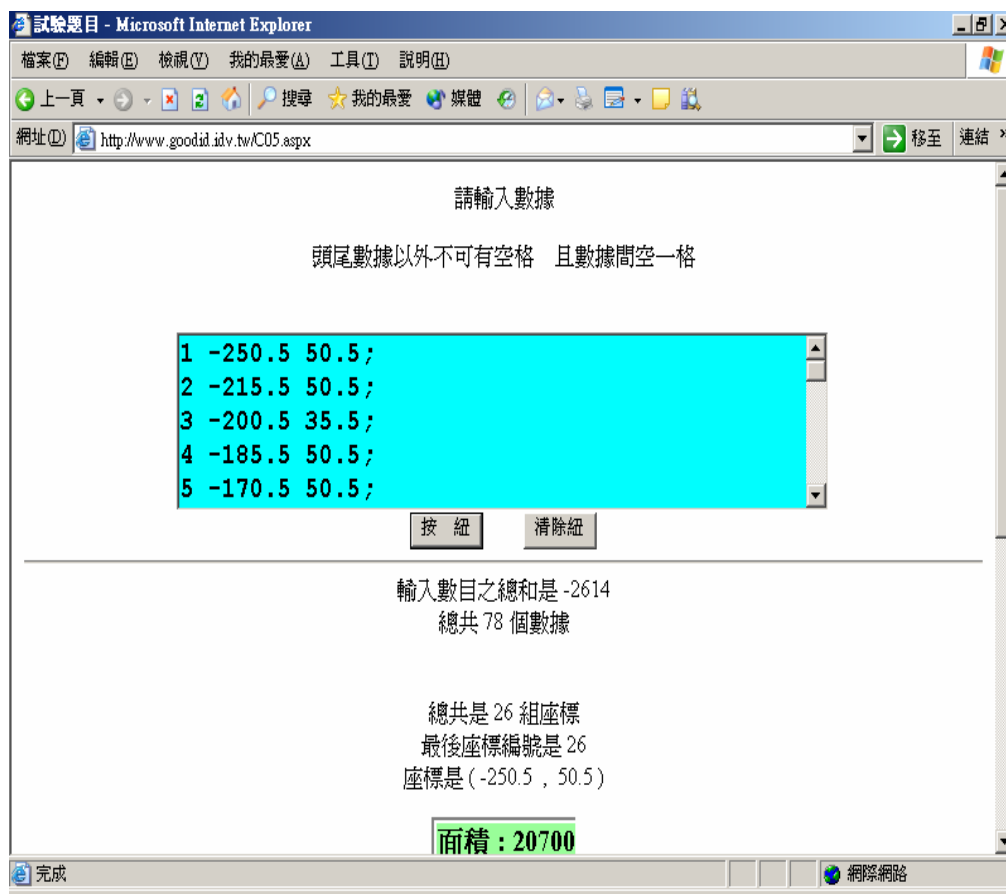 試驗題目 - Microsoft Internet Explorer
檔案(F) 編輯(E) 檢視(V) 我的最愛(A) 工具(T) 說明(H)
上一頁 搜尋 我的最愛 媒體
網址(D) http://www.goodid.idv.tw/C05.aspx 移至 連結 »
請輸入數據
頭尾數據以外不可有空格 且數據間空一格
1 -250.5 50.5;
2 -215.5 50.5;
3 -200.5 35.5;
4 -185.5 50.5;
5 -170.5 50.5;
按 紐 清除紐
輸入數目之總和是 -2614
總共 78 個數據
總共是 26 組座標
最後座標編號是 26
座標是 ( -250.5 , 50.5 )
面積 : 20700
完成 網際網路